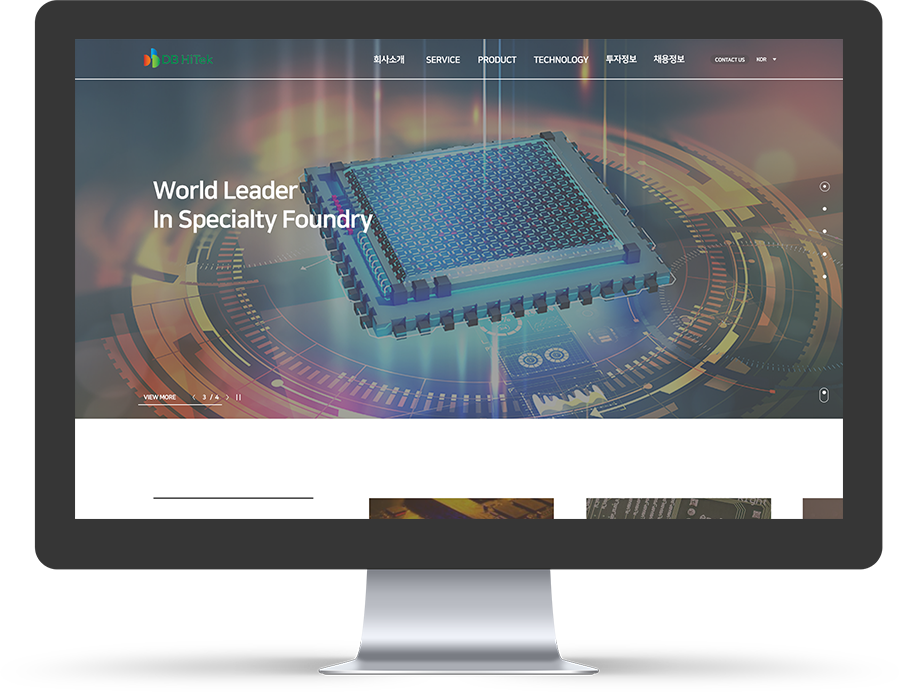 DB HiTek
회사소개 SERVICE PRODUCT TECHNOLOGY 투자정보 채용정보 CONTACT US KOR
World Leader
In Specialty Foundry
VIEW MORE 3 / 4